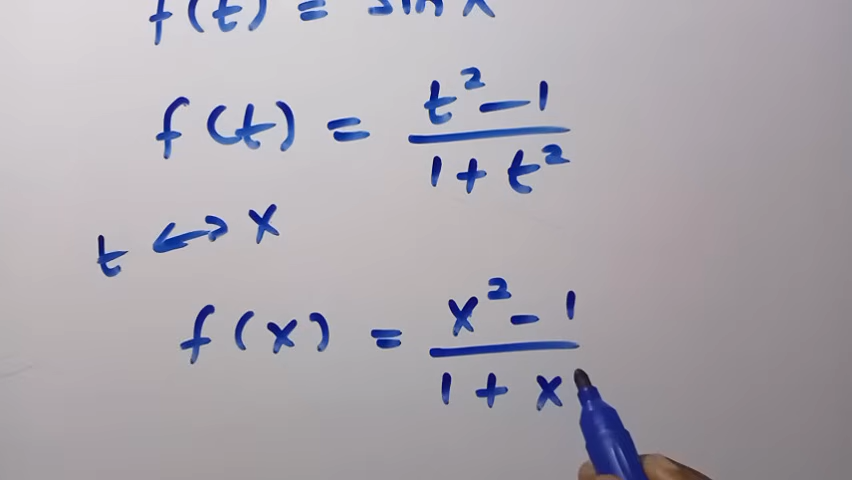 f(t) = sin x
f(t) = t² - 1 / 1 + t²
t ↔ x
f(x) = x² - 1 / 1 + x